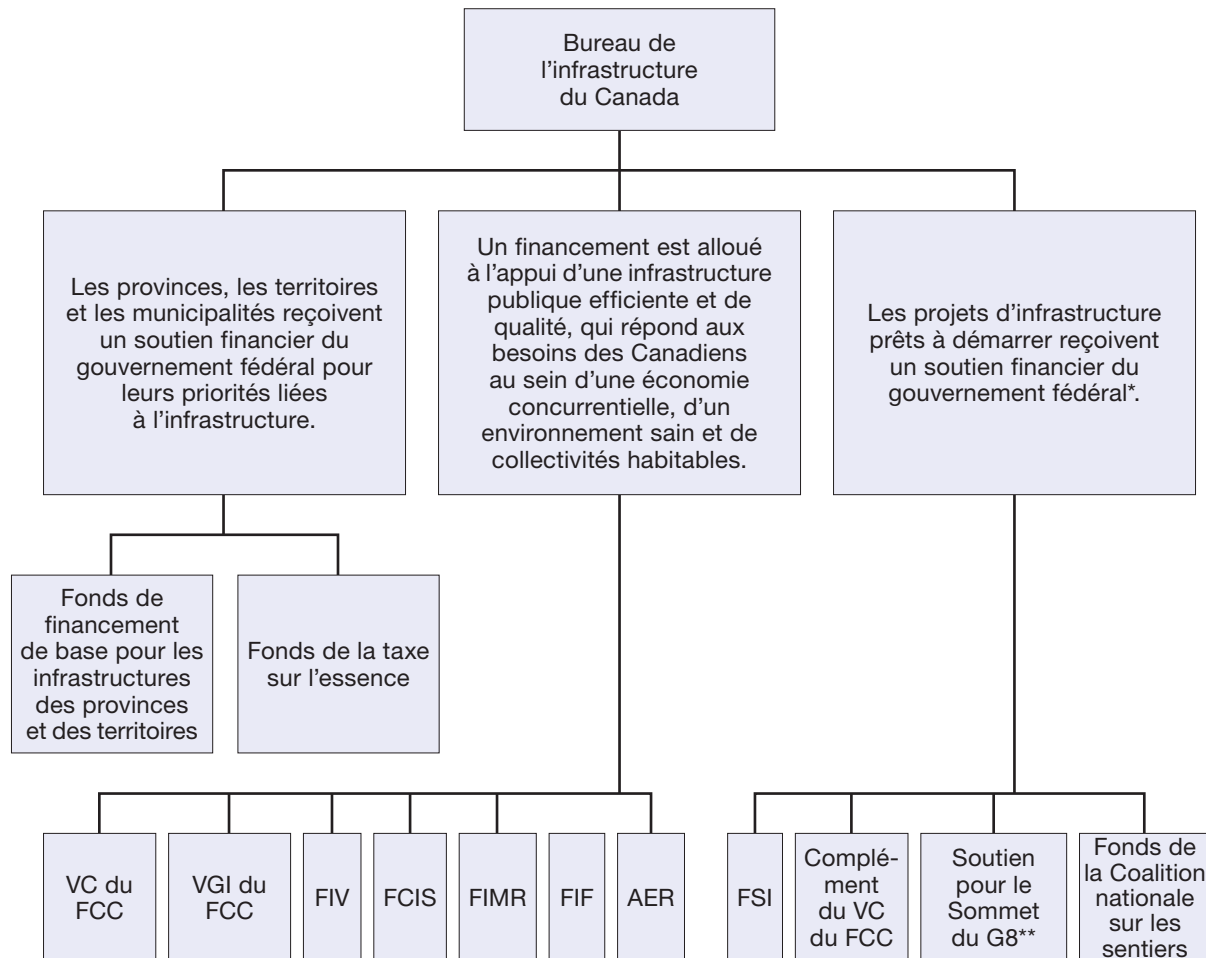 Bureau de
l'infrastructure
du Canada
Les provinces, les territoires
et les municipalités reçoivent
un soutien financier du
gouvernement fédéral pour
leurs priorités liées
à l'infrastructure.
Un financement est alloué
à l'appui d'une infrastructure
publique efficiente et de
qualité, qui répond aux
besoins des Canadiens
au sein d'une économie
concurrentielle, d'un
environnement sain et de
collectivités habitables.
Les projets d'infrastructure
prêts à démarrer reçoivent
un soutien financier du
gouvernement fédéral*.
Fonds de
financement
de base pour les
infrastructures
des provinces
et des territoires
Fonds de la taxe
sur l'essence
VC du
FCC
VGI du
FCC
FIV
FCIS
FIMR
FIF
AER
FSI
Complé-
ment
du VC
du FCC
Soutien
pour le
Sommet
du G8**
Fonds de
la Coalition
nationale
sur les
sentiers